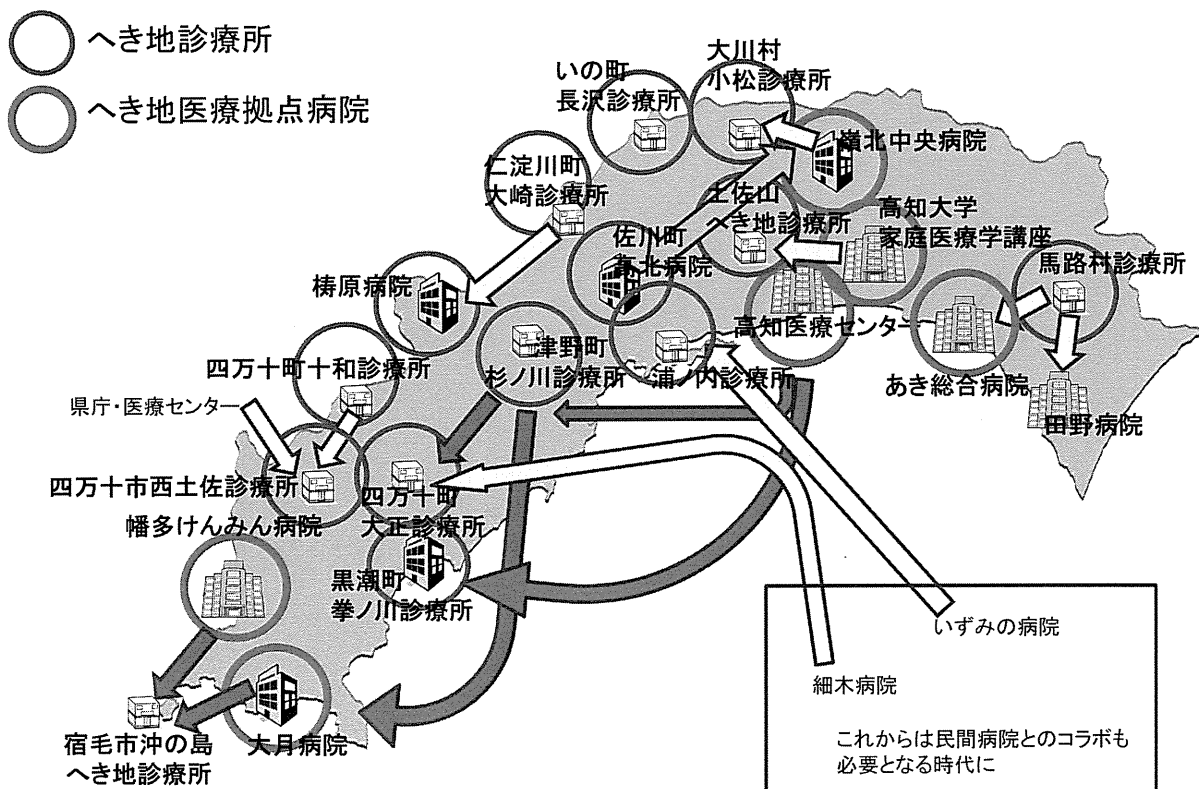 へき地診療所
へき地医療拠点病院
大川村
小松診療所
いの町
長沢診療所
嶺北中央病院
仁淀川町
大崎診療所
土佐山
へき地診療所
高知大学
家庭医療学講座
佐川町
高北病院
馬路村診療所
梼原病院
高知医療センター
津野町
杉ノ川診療所
浦ノ内診療所
四万十町十和診療所
あき総合病院
県庁・医療センター
田野病院
四万十市西土佐診療所
四万十町
大正診療所
幡多けんみん病院
黒潮町
拳ノ川診療所
いずみの病院
細木病院
宿毛市沖の島
へき地診療所
大月病院
これからは民間病院とのコラボも
必要となる時代に